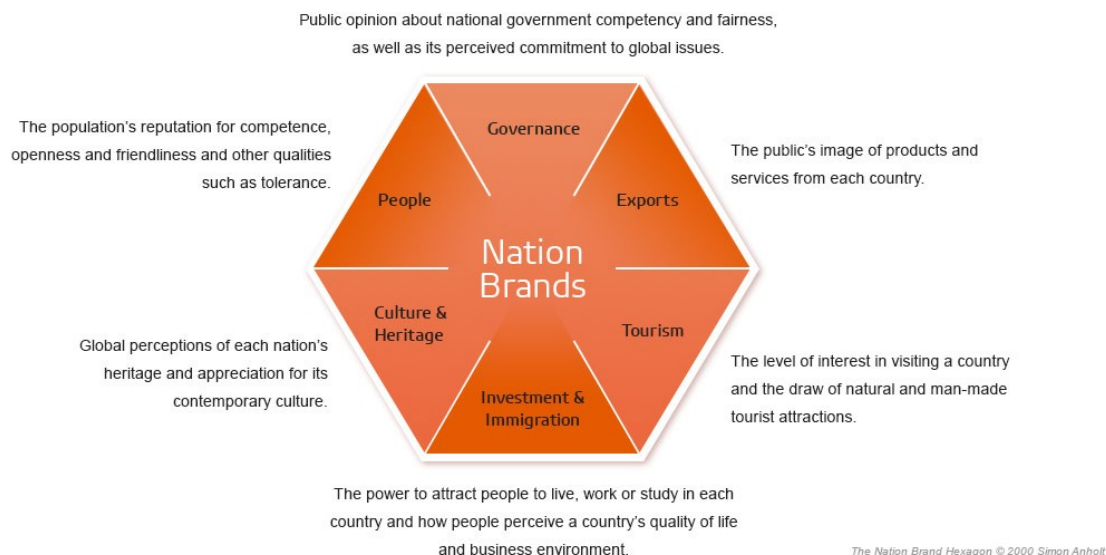 Public opinion about national government competency and fairness,
as well as its perceived commitment to global issues.
Governance
The population's reputation for competence,
openness and friendliness and other qualities
such as tolerance.
People
Exports
The public's image of products and
services from each country.
Nation
Brands
Culture &
Heritage
Global perceptions of each nation's
heritage and appreciation for its
contemporary culture.
Tourism
The level of interest in visiting a country
and the draw of natural and man-made
tourist attractions.
Investment &
Immigration
The power to attract people to live, work or study in each
country and how people perceive a country's quality of life
and business environment.
The Nation Brand Hexagon © 2000 Simon Anholt